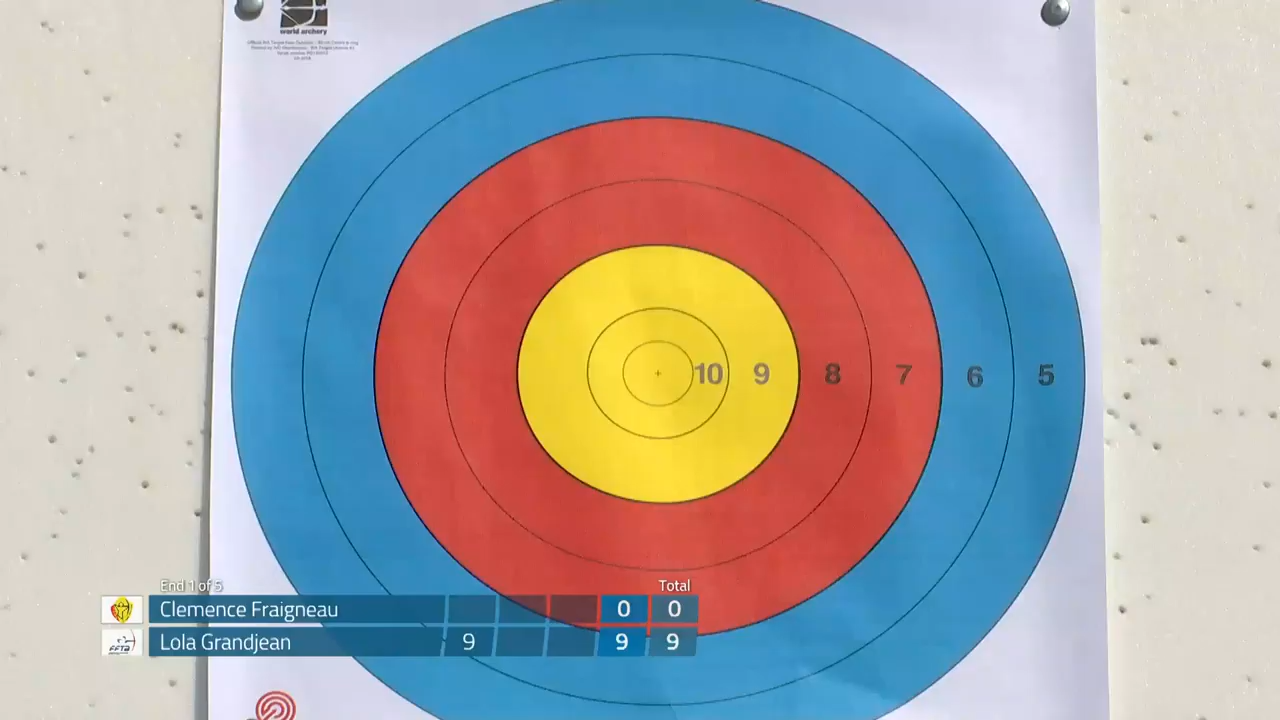 world archery
10 9 8 7 6 5
End 1 of 5 Total
Clemence Fraigneau 0 0
Lola Grandjean 9 9 9
FFTA